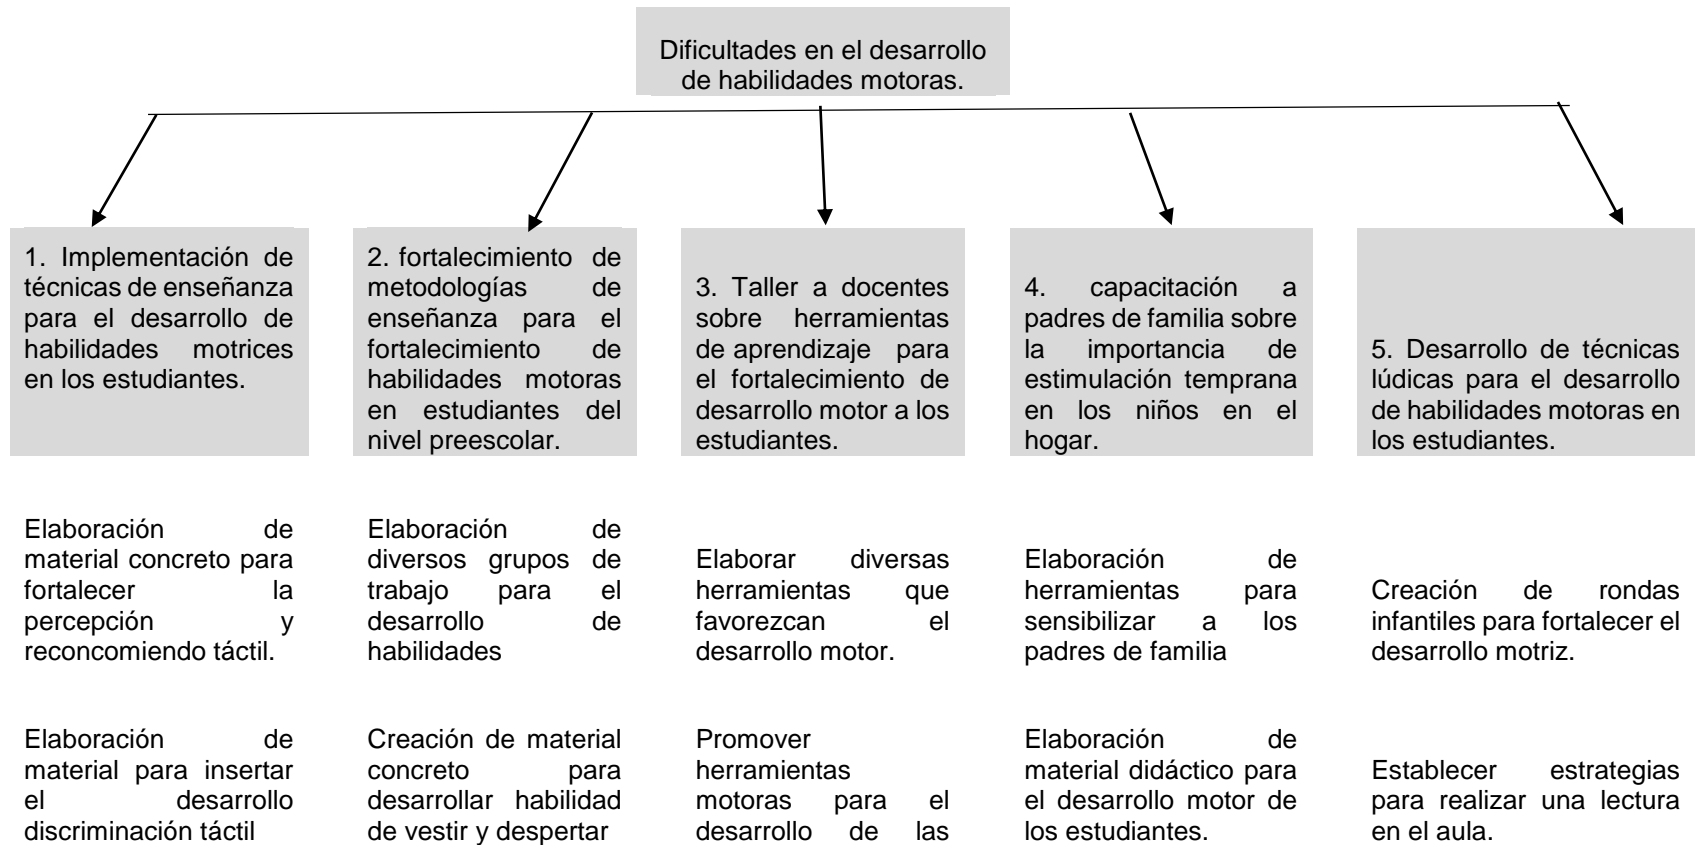 Dificultades en el desarrollo
de habilidades motoras.
1. Implementación de
técnicas de enseñanza
para el desarrollo de
habilidades motrices
en los estudiantes.
2. fortalecimiento de
metodologías de
enseñanza para el
fortalecimiento de
habilidades motoras
en estudiantes del
nivel preescolar.
3. Taller a docentes
sobre herramientas
de aprendizaje para
el fortalecimiento de
desarrollo motor a los
estudiantes.
4. capacitación a
padres de familia sobre
la importancia de
estimulación temprana
en los niños en el
hogar.
5. Desarrollo de técnicas
lúdicas para el desarrollo
de habilidades motoras en
los estudiantes.
Elaboración de
material concreto para
fortalecer la
percepción y
reconcomiendo táctil.
Elaboración de
diversos grupos de
trabajo para el
desarrollo de
habilidades
Elaborar diversas
herramientas que
favorezcan el
desarrollo motor.
Elaboración de
herramientas para
sensibilizar a los
padres de familia
Creación de rondas
infantiles para fortalecer el
desarrollo motriz.
Elaboración de
material para insertar
el desarrollo
discriminación táctil
Creación de material
concreto para
desarrollar habilidad
de vestir y despertar
Promover
herramientas
motoras para el
desarrollo de las
Elaboración de
material didáctico para
el desarrollo motor de
los estudiantes.
Establecer estrategias
para realizar una lectura
en el aula.